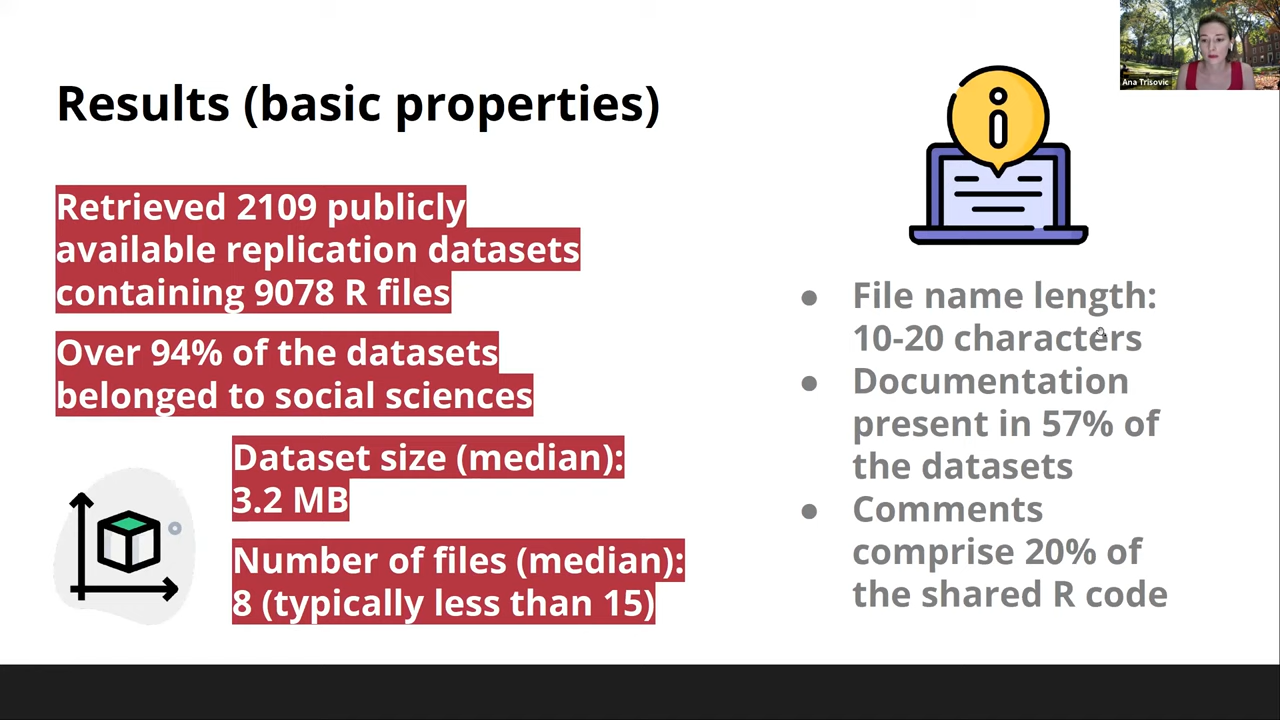 Results (basic properties)
Retrieved 2109 publicly
available replication datasets
containing 9078 R files
Over 94% of the datasets
belonged to social sciences
Dataset size (median):
3.2 MB
Number of files (median):
8 (typically less than 15)
Ana Trisovic
● File name length:
10-20 characters
● Documentation
present in 57% of
the datasets
● Comments
comprise 20% of
the shared R code